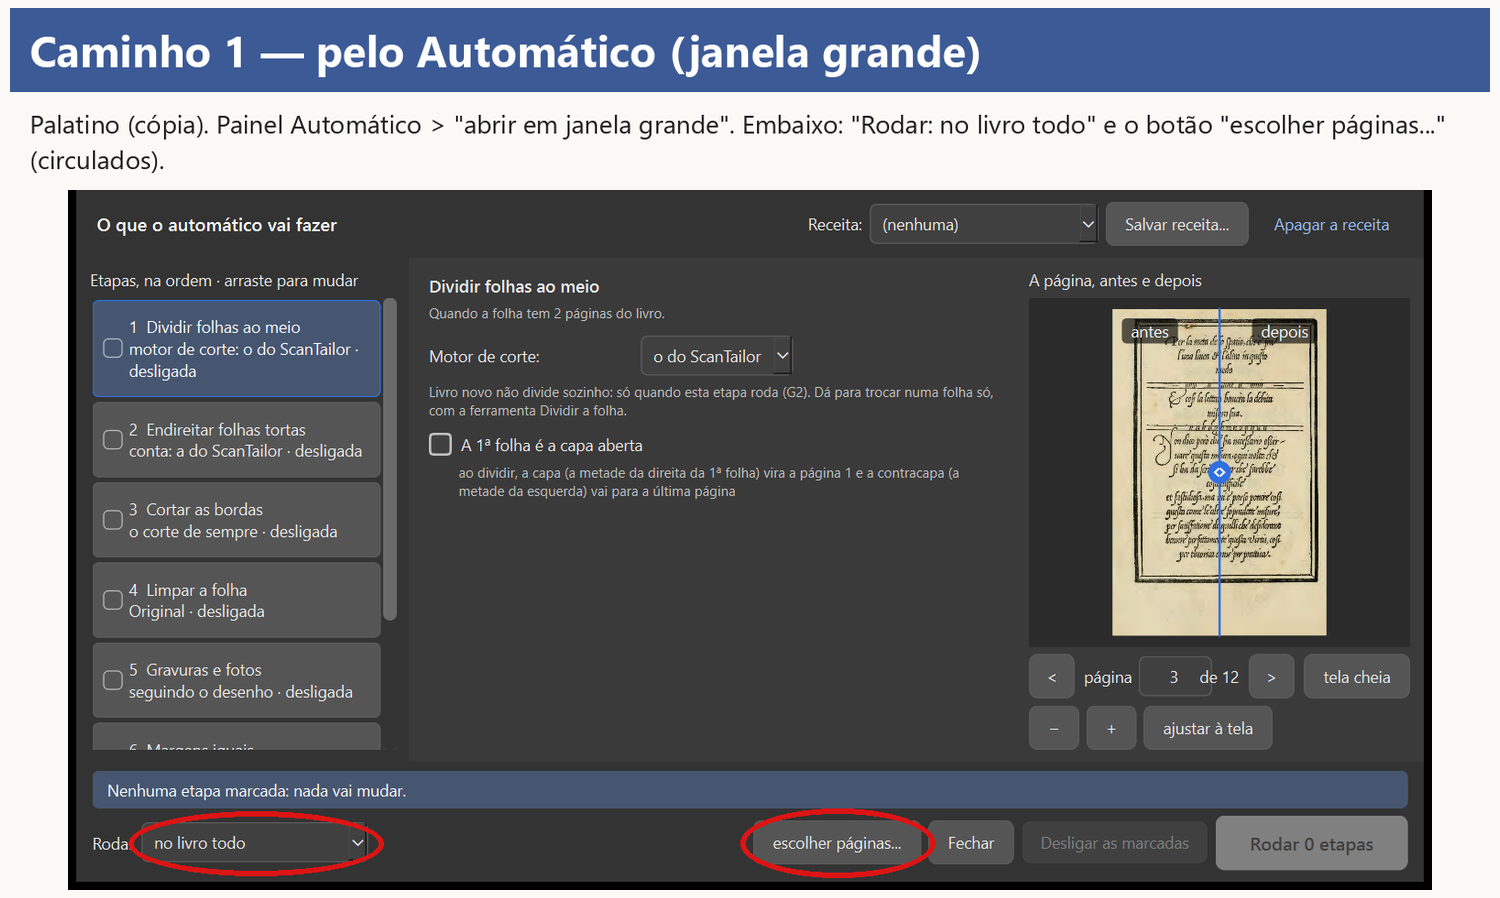 Caminho 1 — pelo Automático (janela grande)
Palatino (cópia). Painel Automático > "abrir em janela grande". Embaixo: "Rodar: no livro todo" e o botão "escolher páginas..."
(circulados).
O que o automático vai fazer
Receita:
(nenhuma)
Salvar receita...
Apagar a receita
Etapas, na ordem · arraste para mudar
1 Dividir folhas ao meio
motor de corte: o do ScanTailor ·
desligada
2 Endireitar folhas tortas
conta: a do ScanTailor · desligada
3 Cortar as bordas
o corte de sempre · desligada
4 Limpar a folha
Original · desligada
5 Gravuras e fotos
seguindo o desenho · desligada
6 Margens iguais
Dividir folhas ao meio
Quando a folha tem 2 páginas do livro.
Motor de corte:
o do ScanTailor
Livro novo não divide sozinho: só quando esta etapa roda (G2). Dá para trocar numa folha só,
com a ferramenta Dividir a folha.
A 1ª folha é a capa aberta
ao dividir, a capa (a metade da direita da 1ª folha) vira a página 1 e a contracapa (a
metade da esquerda) vai para a última página
A página, antes e depois
antes
depois
<
página
3
de 12
>
tela cheia
−
+
ajustar à tela
Nenhuma etapa marcada: nada vai mudar.
Roda
no livro todo
escolher páginas...
Fechar
Desligar as marcadas
Rodar 0 etapas